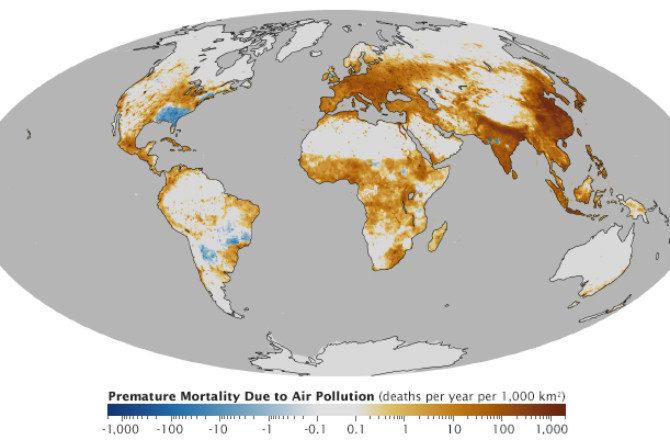 Premature Mortality Due to Air Pollution (deaths per year per 1,000 km²)
-1,000 -100 -10 -1 -0.1 0.1 1 10 100 1,000